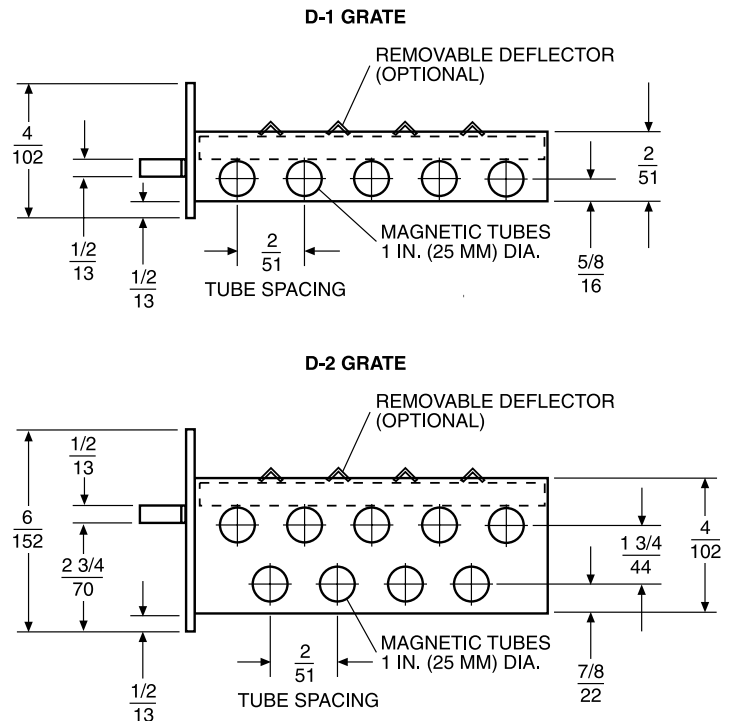 D-1 GRATE
REMOVABLE DEFLECTOR
(OPTIONAL)
4
102
2
51
1/2
13
1/2
13
2
51
TUBE SPACING
MAGNETIC TUBES
1 IN. (25 MM) DIA.
5/8
16
D-2 GRATE
REMOVABLE DEFLECTOR
(OPTIONAL)
1/2
13
6
152
2 3/4
70
1 3/4
44
4
102
1/2
13
2
51
TUBE SPACING
MAGNETIC TUBES
1 IN. (25 MM) DIA.
7/8
22